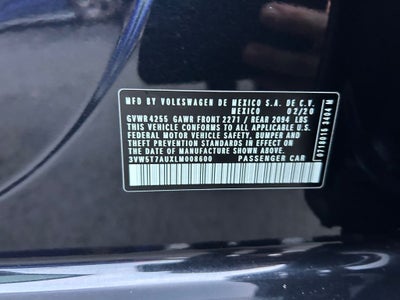 MFD BY VOLKSWAGEN DE MEXICO S.A. DE C.V.
MEXICO 02/20
GVWR 4255 GAWR FRONT 2271 / REAR 2094 LBS
THIS VEHICLE CONFORMS TO ALL APPLICABLE U.S.
FEDERAL MOTOR VEHICLE SAFETY, BUMPER AND
THEFT PREVENTION STANDARDS IN EFFECT
ON THE DATE OF MANUFACTURE SHOWN ABOVE.
3VW5T7AUXLM008600 PASSENGER CAR